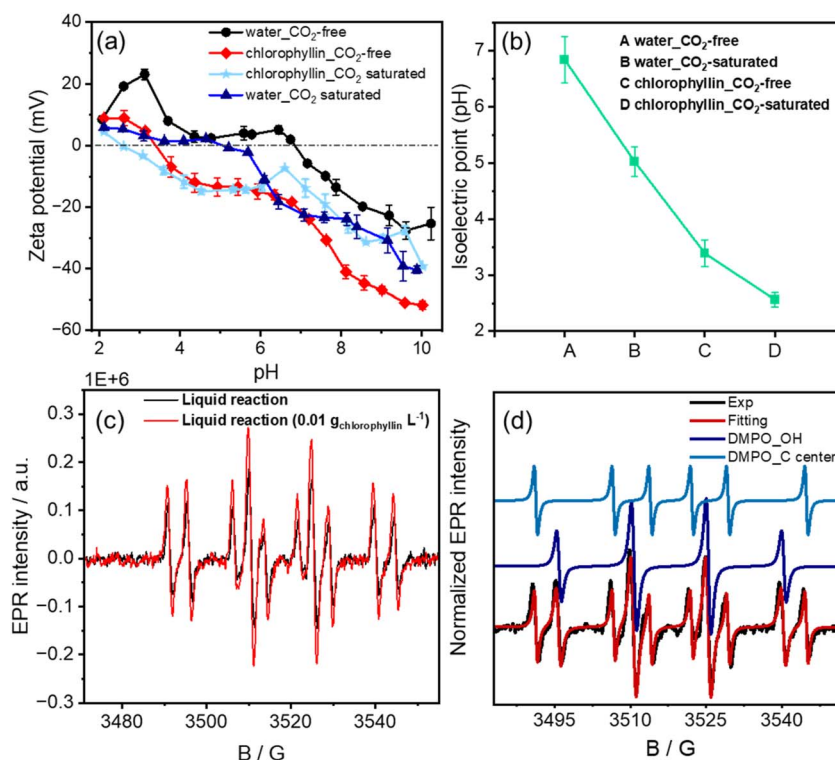 (a)
water_CO₂-free
chlorophyllin_CO₂-free
chlorophyllin_CO₂ saturated
water_CO₂ saturated
Zeta potential (mV)
40
20
0
−20
−40
−60
2
4
6
8
10
pH
(b)
A water_CO₂-free
B water_CO₂-saturated
C chlorophyllin_CO₂-free
D chlorophyllin_CO₂-saturated
Isoelectric point (pH)
7
6
5
4
3
2
A
B
C
D
1E+6
(c)
Liquid reaction
Liquid reaction (0.01 g_chlorophyllin L⁻¹)
EPR intensity / a.u.
0.3
0.2
0.1
0.0
−0.1
−0.2
−0.3
3480
3510
3540
B / G
(d)
Exp
Fitting
DMPO_OH
DMPO_C center
Normalized EPR intensity
3495
3510
3525
3540
B / G